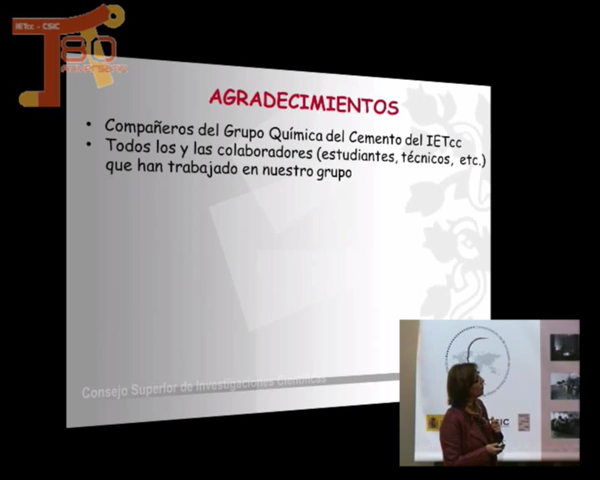 IETcc - CSIC
80
Aniversario
AGRADECIMIENTOS
• Compañeros del Grupo Química del Cemento del IETcc
• Todos los y las colaboradores (estudiantes, técnicos, etc.)
que han trabajado en nuestro grupo
Consejo Superior de Investigaciones Científicas
CSIC